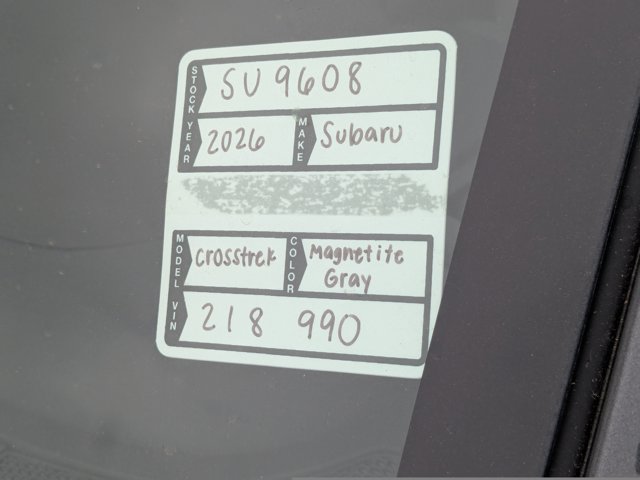 STOCK SU9608
YEAR 2026 MAKE Subaru
MODEL Crosstrek COLOR Magnetite
Gray
VIN 218 990